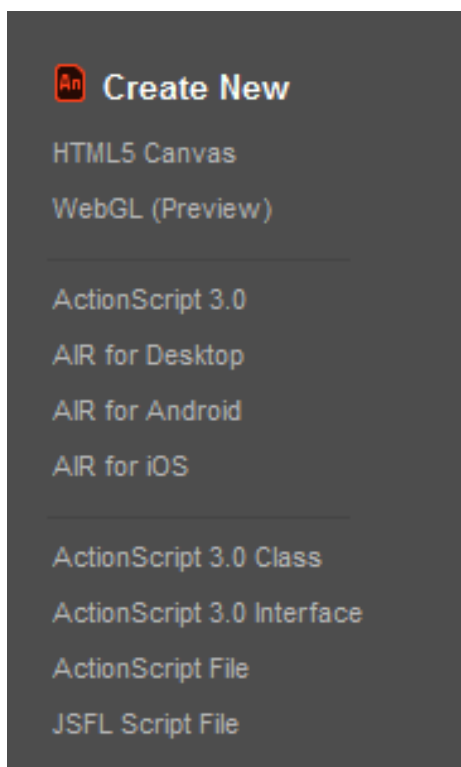 An Create New
HTML5 Canvas
WebGL (Preview)
ActionScript 3.0
AIR for Desktop
AIR for Android
AIR for iOS
ActionScript 3.0 Class
ActionScript 3.0 Interface
ActionScript File
JSFL Script File